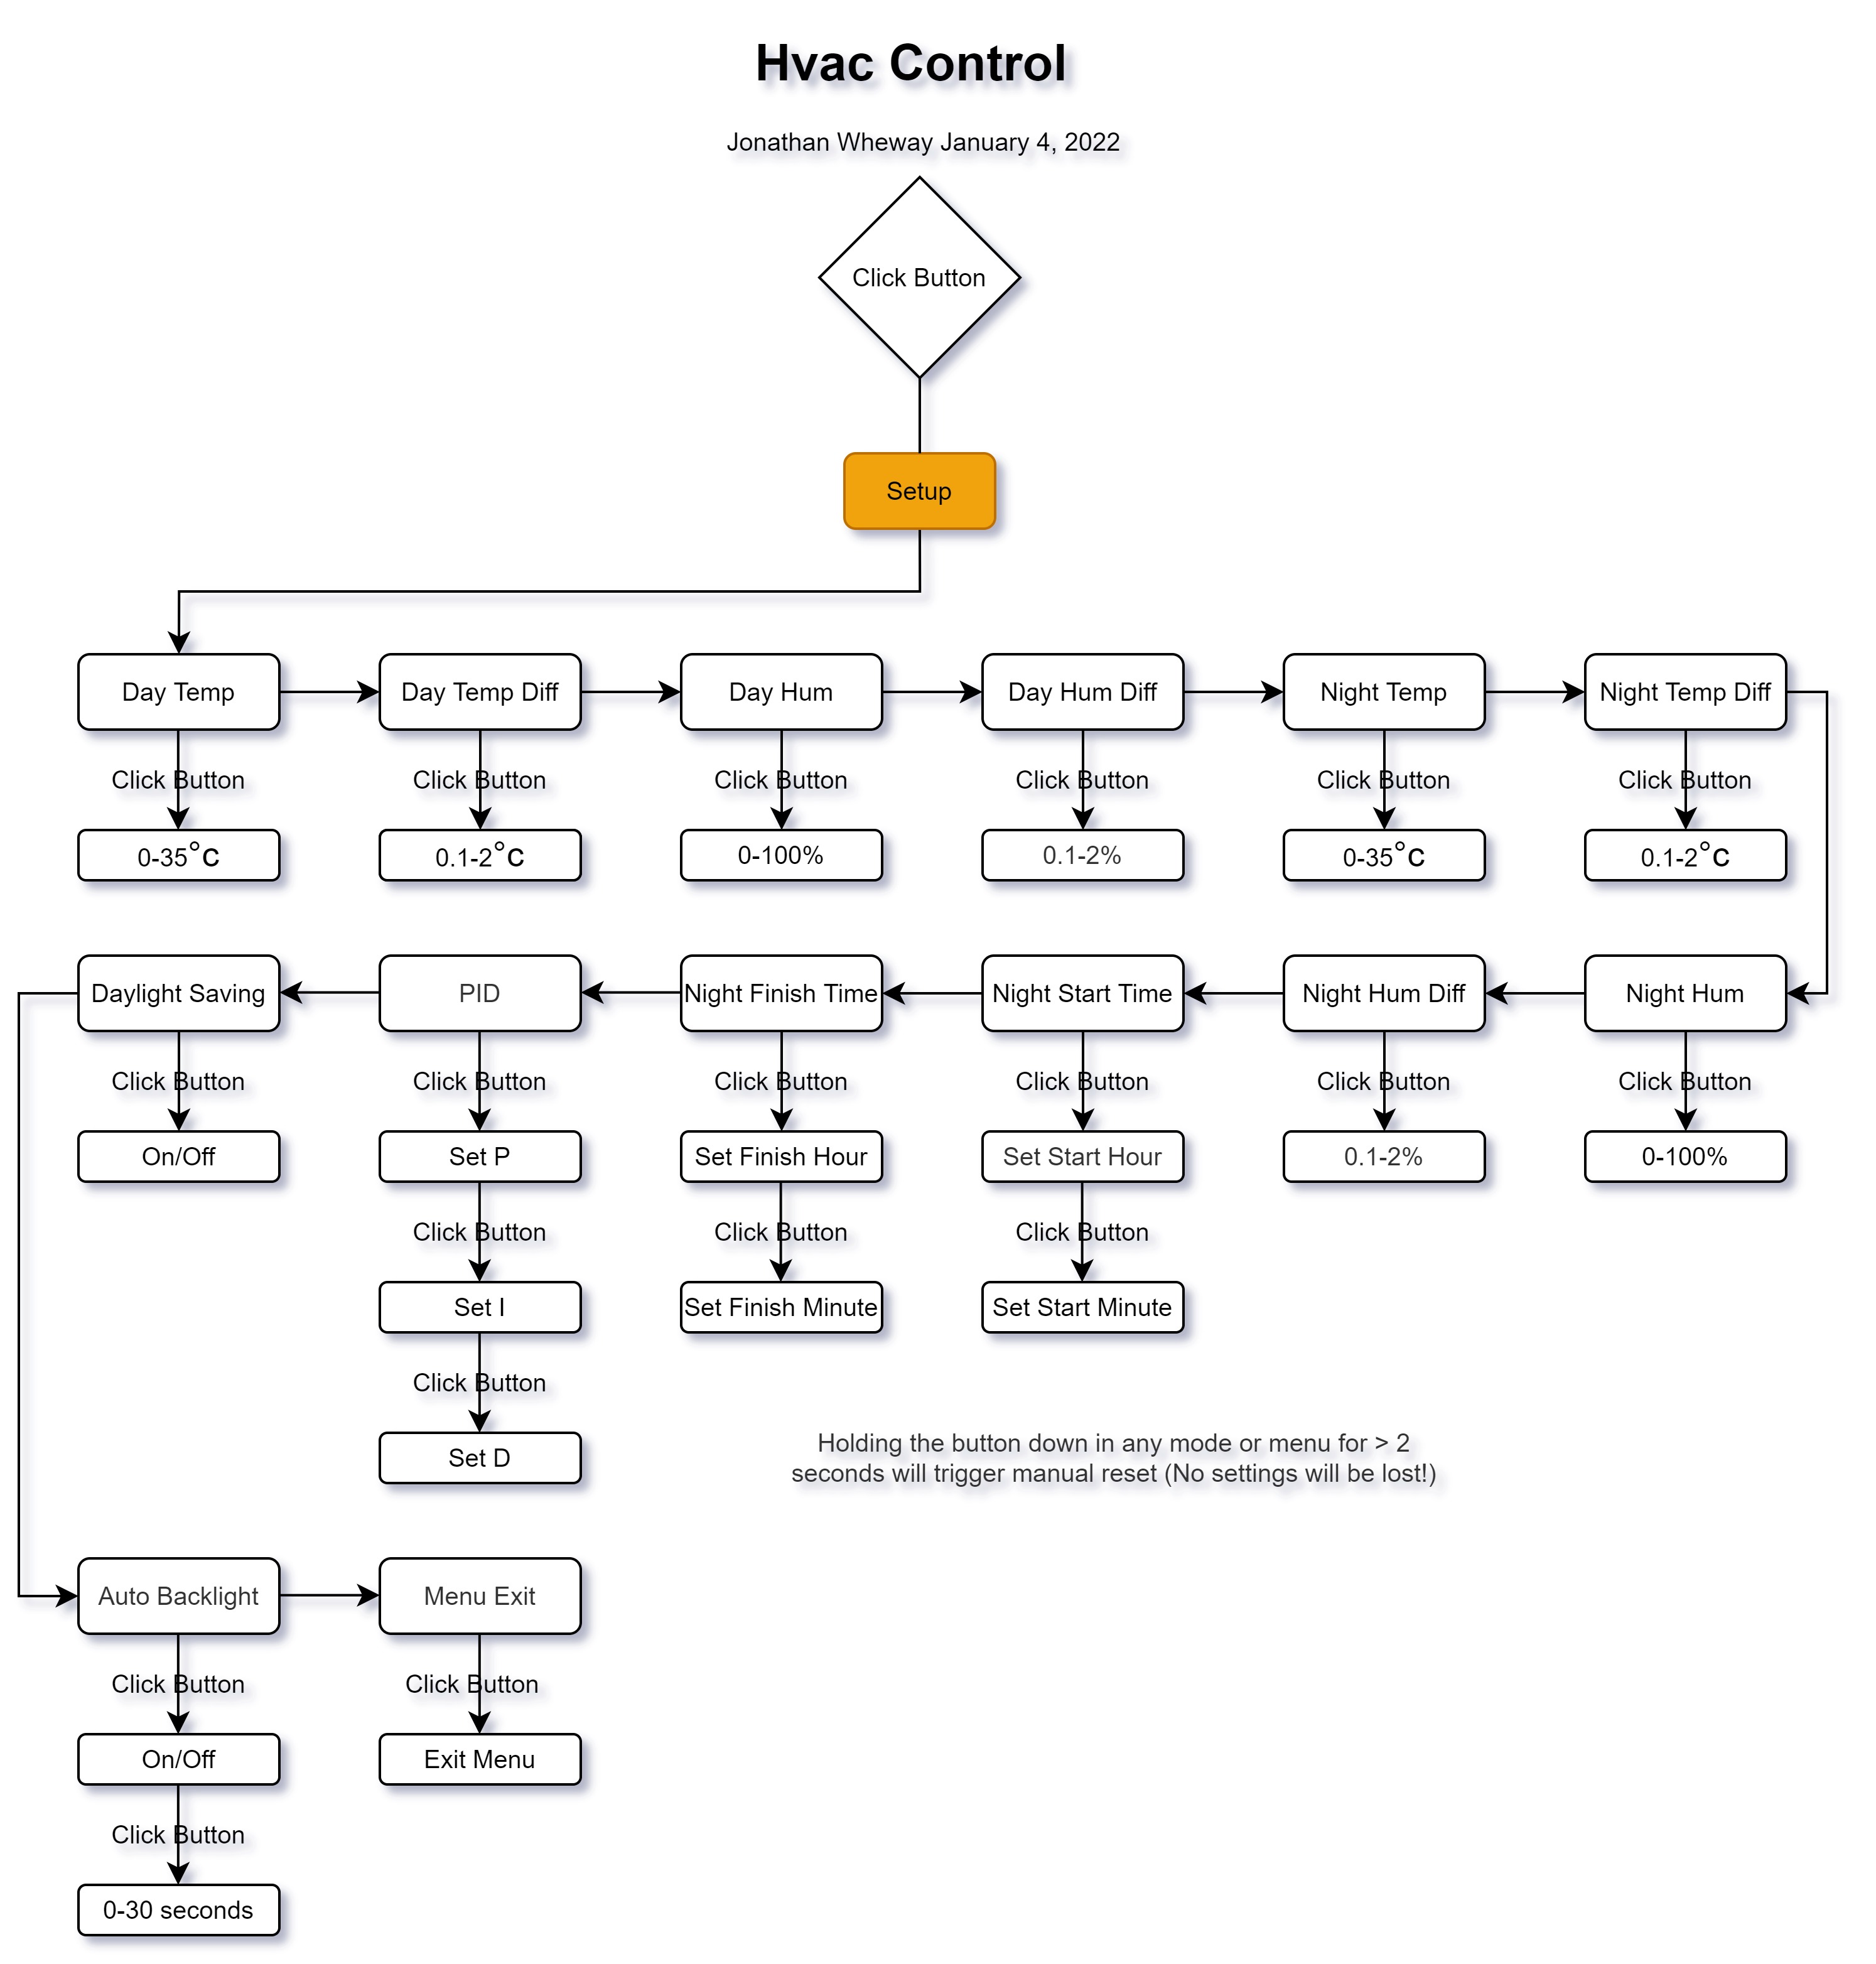 Hvac Control
Jonathan Wheway January 4, 2022
Click Button
Setup
Day Temp
Day Temp Diff
Day Hum
Day Hum Diff
Night Temp
Night Temp Diff
Click Button
Click Button
Click Button
Click Button
Click Button
Click Button
0-35°C
0.1-2°C
0-100%
0.1-2%
0-35°C
0.1-2°C
Daylight Saving
PID
Night Finish Time
Night Start Time
Night Hum Diff
Night Hum
Click Button
Click Button
Click Button
Click Button
Click Button
Click Button
On/Off
Set P
Set Finish Hour
Set Start Hour
0.1-2%
0-100%
Click Button
Click Button
Click Button
Set I
Set Finish Minute
Set Start Minute
Click Button
Set D
Holding the button down in any mode or menu for > 2
seconds will trigger manual reset (No settings will be lost!)
Auto Backlight
Menu Exit
Click Button
Click Button
On/Off
Exit Menu
Click Button
0-30 seconds